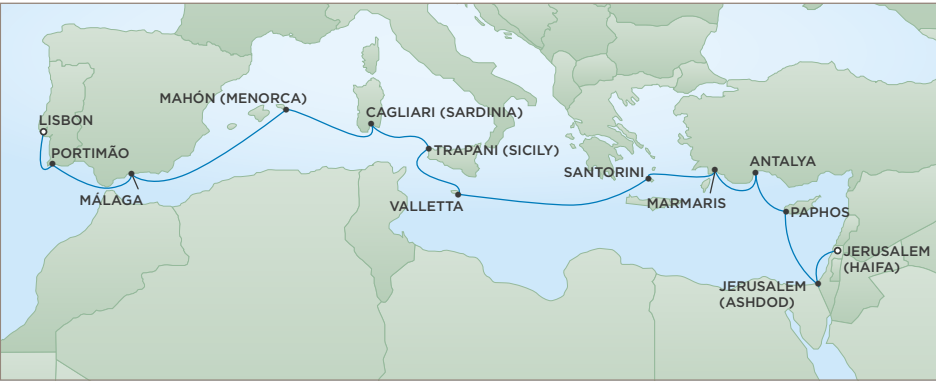 LISBON
PORTIMÃO
MÁLAGA
MAHÓN (MENORCA)
CAGLIARI (SARDINIA)
TRAPANI (SICILY)
VALLETTA
SANTORINI
MARMARIS
ANTALYA
PAPHOS
JERUSALEM
(ASHDOD)
JERUSALEM
(HAIFA)